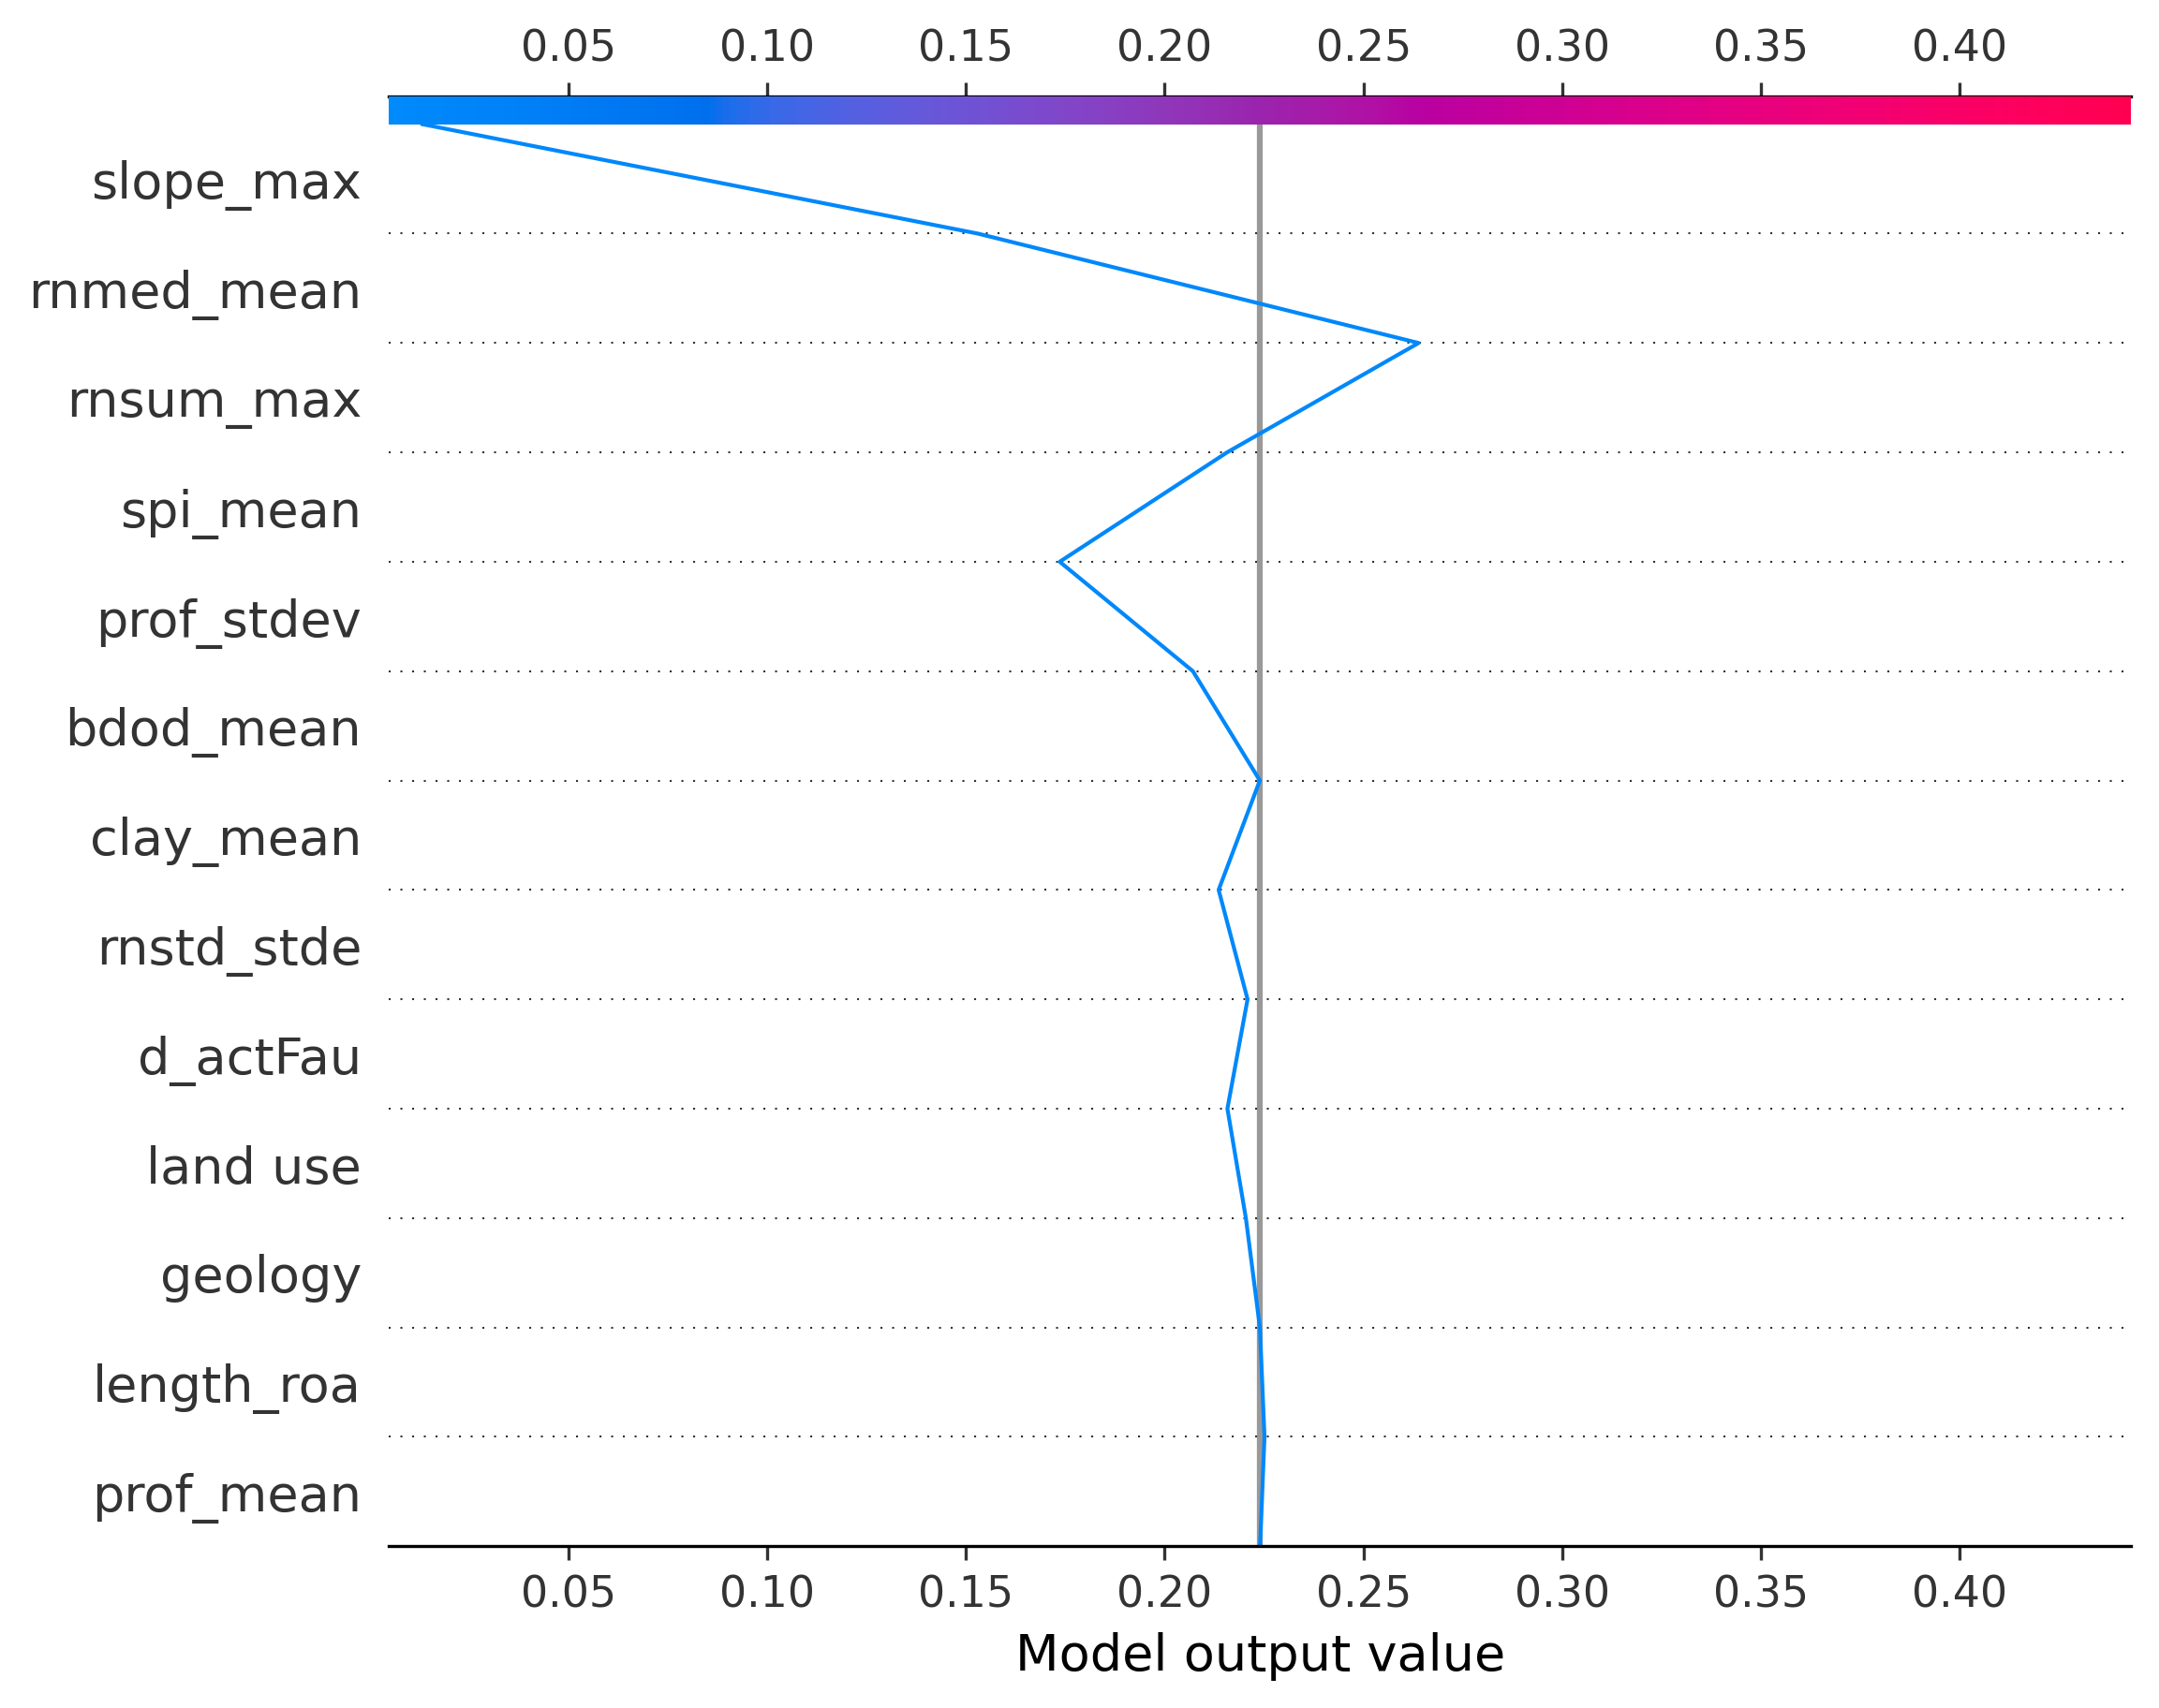 0.05 0.10 0.15 0.20 0.25 0.30 0.35 0.40
slope_max
rnmed_mean
rnsum_max
spi_mean
prof_stdev
bdod_mean
clay_mean
rnstd_stde
d_actFau
land use
geology
length_roa
prof_mean
0.05 0.10 0.15 0.20 0.25 0.30 0.35 0.40
Model output value